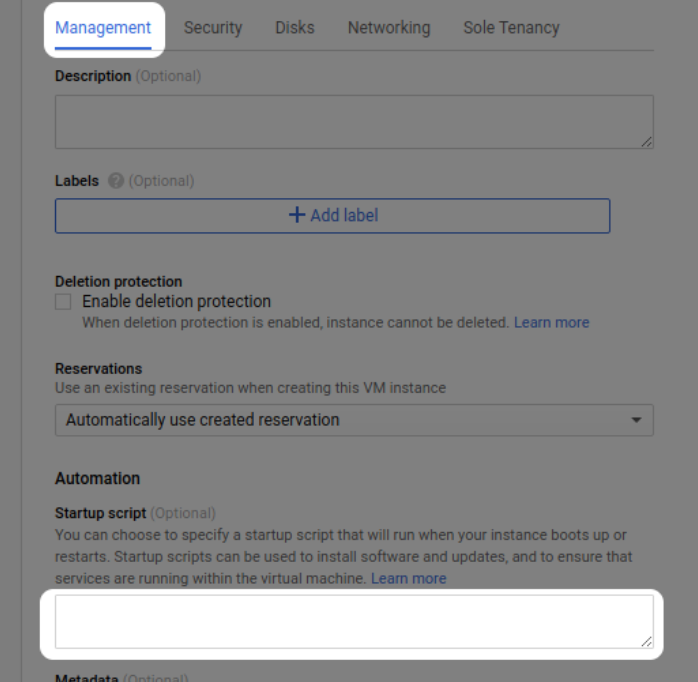 Management Security Disks Networking Sole Tenancy
Description (Optional)
Labels ? (Optional)
+ Add label
Deletion protection
Enable deletion protection
When deletion protection is enabled, instance cannot be deleted. Learn more
Reservations
Use an existing reservation when creating this VM instance
Automatically use created reservation
Automation
Startup script (Optional)
You can choose to specify a startup script that will run when your instance boots up or
restarts. Startup scripts can be used to install software and updates, and to ensure that
services are running within the virtual machine. Learn more
Metadata (Optional)